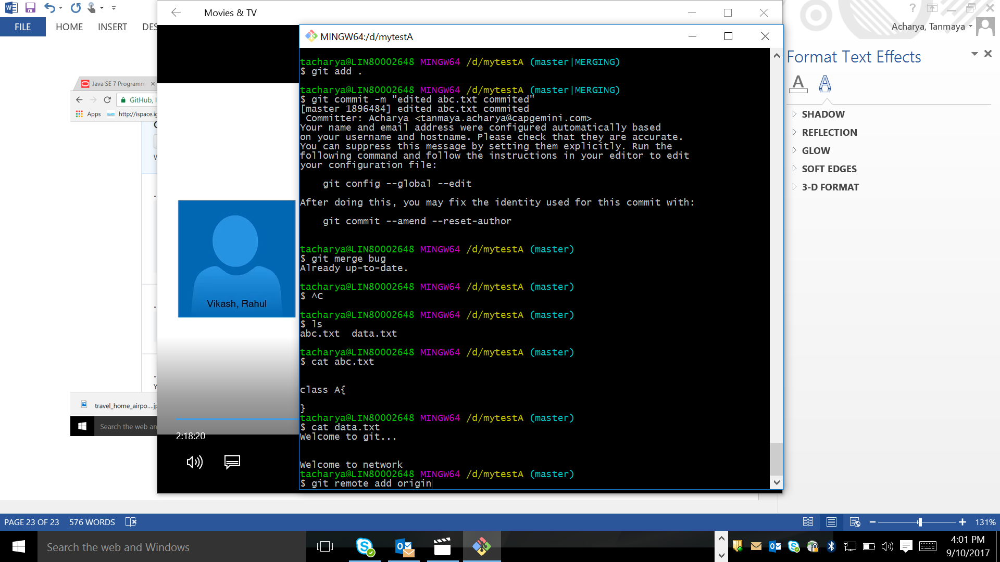 FILE
HOME
INSERT
DES
Movies & TV
?
Acharya, Tanmaya
MINGW64:/d/mytestA
Java SE 7 Programm
GitHub, I
Apps
http://ispace.ig
W
Y
travel_home_airpo....jp
Search the web an
Vikash, Rahul
2:18:20
tacharya@LIN80002648 MINGW64 /d/mytestA (master|MERGING)
$ git add .
tacharya@LIN80002648 MINGW64 /d/mytestA (master|MERGING)
$ git commit -m "edited abc.txt commited"
[master 1896484] edited abc.txt commited
Committer: Acharya <tanmaya.acharya@capgemini.com>
Your name and email address were configured automatically based
on your username and hostname. Please check that they are accurate.
You can suppress this message by setting them explicitly. Run the
following command and follow the instructions in your editor to edit
your configuration file:
git config --global --edit
After doing this, you may fix the identity used for this commit with:
git commit --amend --reset-author
tacharya@LIN80002648 MINGW64 /d/mytestA (master)
$ git merge bug
Already up-to-date.
tacharya@LIN80002648 MINGW64 /d/mytestA (master)
$ ^C
tacharya@LIN80002648 MINGW64 /d/mytestA (master)
$ ls
abc.txt  data.txt
tacharya@LIN80002648 MINGW64 /d/mytestA (master)
$ cat abc.txt
class A{
}
tacharya@LIN80002648 MINGW64 /d/mytestA (master)
$ cat data.txt
Welcome to git...
Welcome to network
tacharya@LIN80002648 MINGW64 /d/mytestA (master)
$ git remote add origin
Format Text Effects
SHADOW
REFLECTION
GLOW
SOFT EDGES
3-D FORMAT
PAGE 23 OF 23 576 WORDS
131%
Search the web and Windows
4:01 PM
9/10/2017